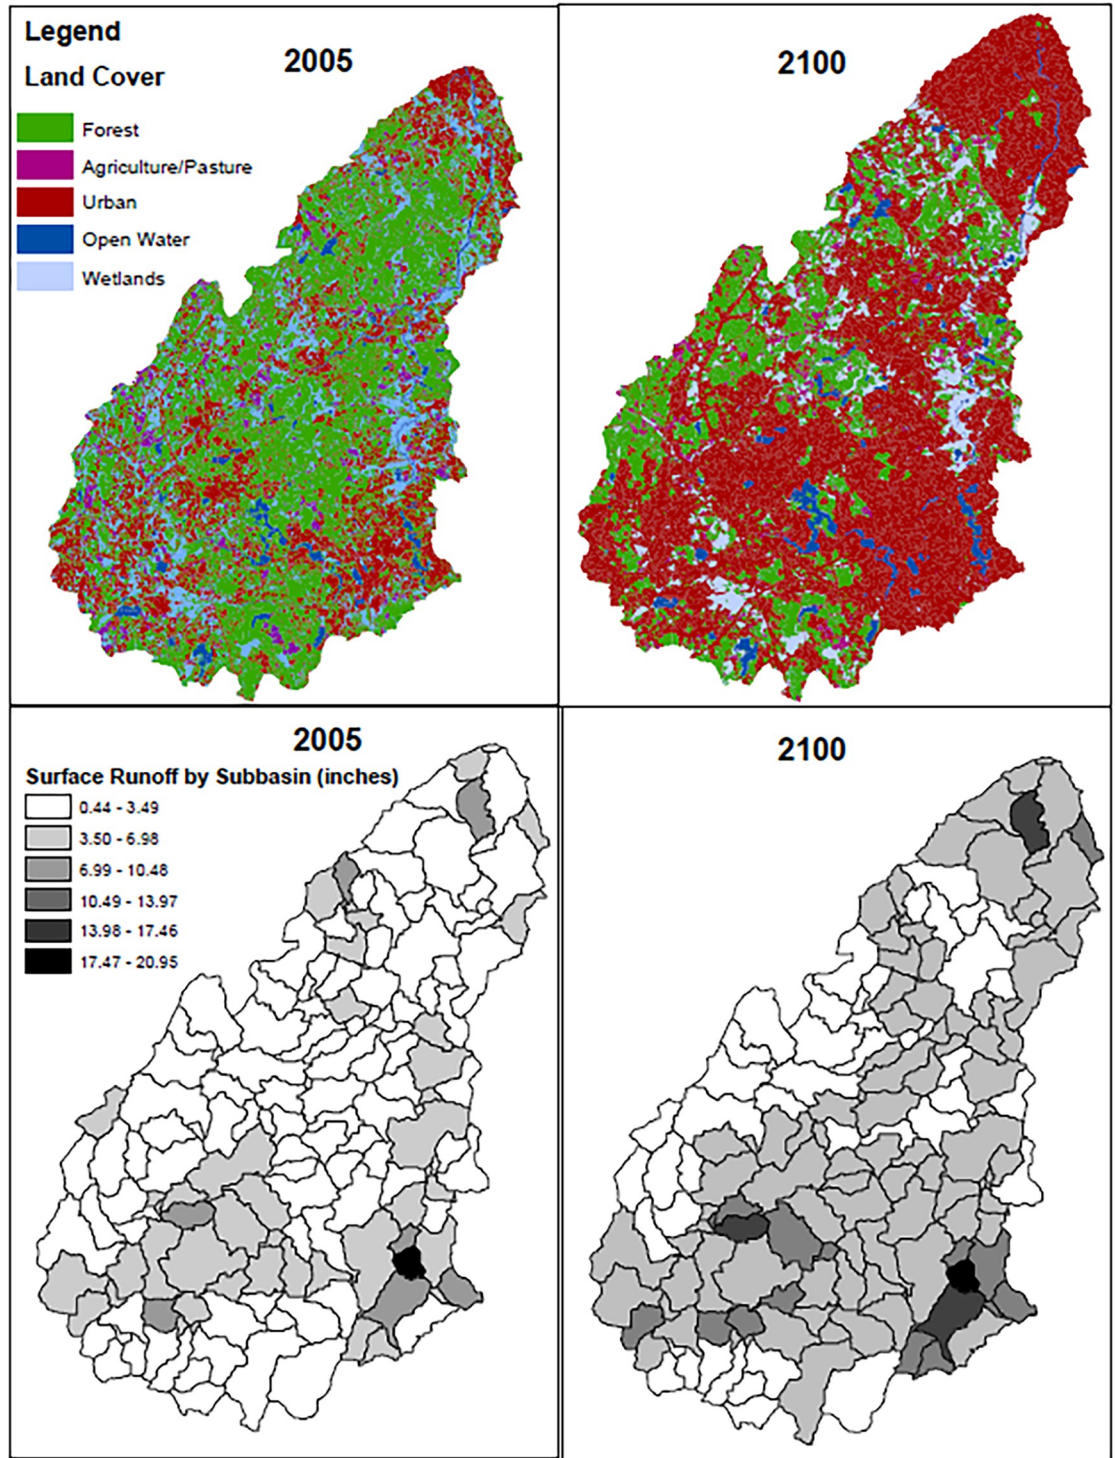 Legend
Land Cover
2005
2100
Forest
Agriculture/Pasture
Urban
Open Water
Wetlands
2005
2100
Surface Runoff by Subbasin (inches)
0.44 - 3.49
3.50 - 6.98
6.99 - 10.48
10.49 - 13.97
13.98 - 17.46
17.47 - 20.95